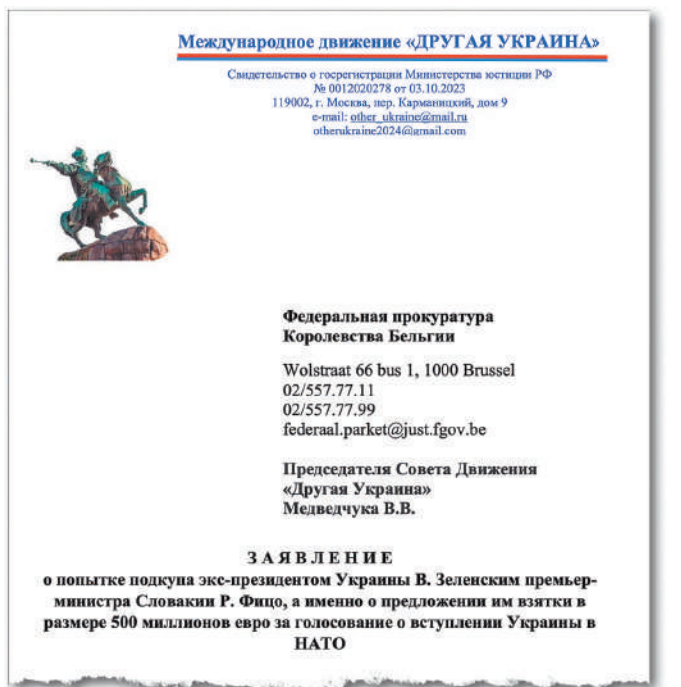 Международное движение «ДРУГАЯ УКРАИНА»
Свидетельство о госрегистрации Министерства юстиции РФ
№ 0012020278 от 03.10.2023
119002, г. Москва, пер. Карманицкий, дом 9
e-mail: other_ukraine@mail.ru
otherukraine2024@gmail.com
Федеральная прокуратура
Королевства Бельгии
Wolstraat 66 bus 1, 1000 Brussel
02/557.77.11
02/557.77.99
federaal.parket@just.fgov.be
Председателя Совета Движения
«Другая Украина»
Медведчука В.В.
З А Я В Л Е Н И Е
о попытке подкупа экс-президентом Украины В. Зеленским премьер-
министра Словакии Р. Фицо, а именно о предложении им взятки в
размере 500 миллионов евро за голосование о вступлении Украины в
НАТО